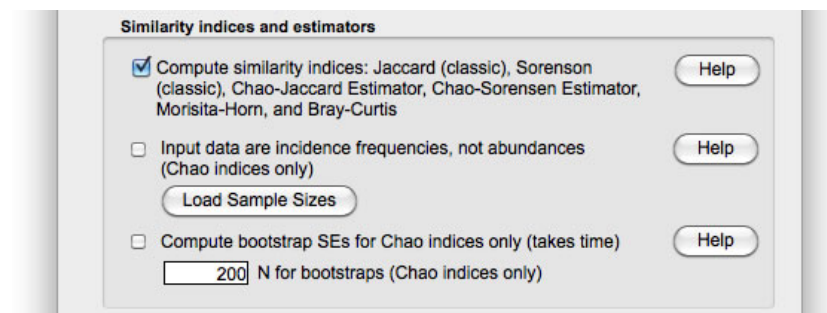 Similarity indices and estimators
Compute similarity indices: Jaccard (classic), Sorenson Help
(classic), Chao-Jaccard Estimator, Chao-Sorensen Estimator,
Morisita-Horn, and Bray-Curtis
Input data are incidence frequencies, not abundances Help
(Chao indices only)
Load Sample Sizes
Compute bootstrap SEs for Chao indices only (takes time) Help
200 N for bootstraps (Chao indices only)